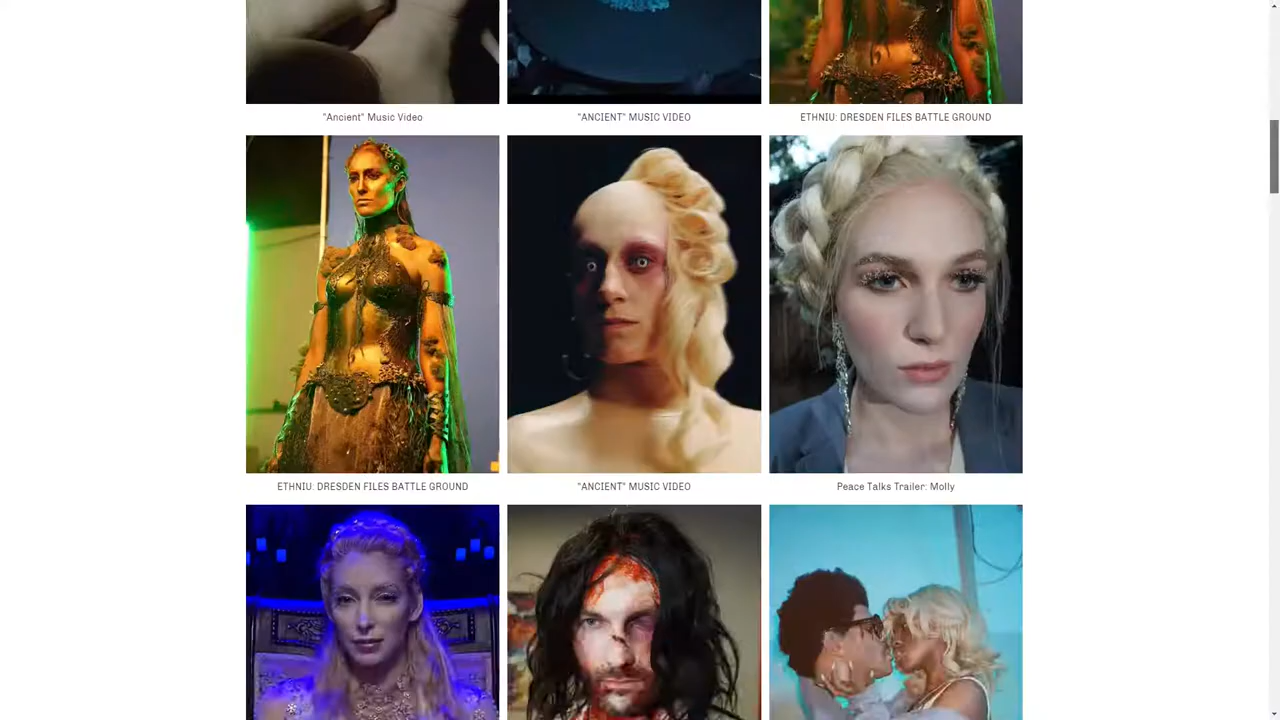 "Ancient" Music Video
"ANCIENT" MUSIC VIDEO
ETHNIU: DRESDEN FILES BATTLE GROUND
ETHNIU: DRESDEN FILES BATTLE GROUND
"ANCIENT" MUSIC VIDEO
Peace Talks Trailer: Molly